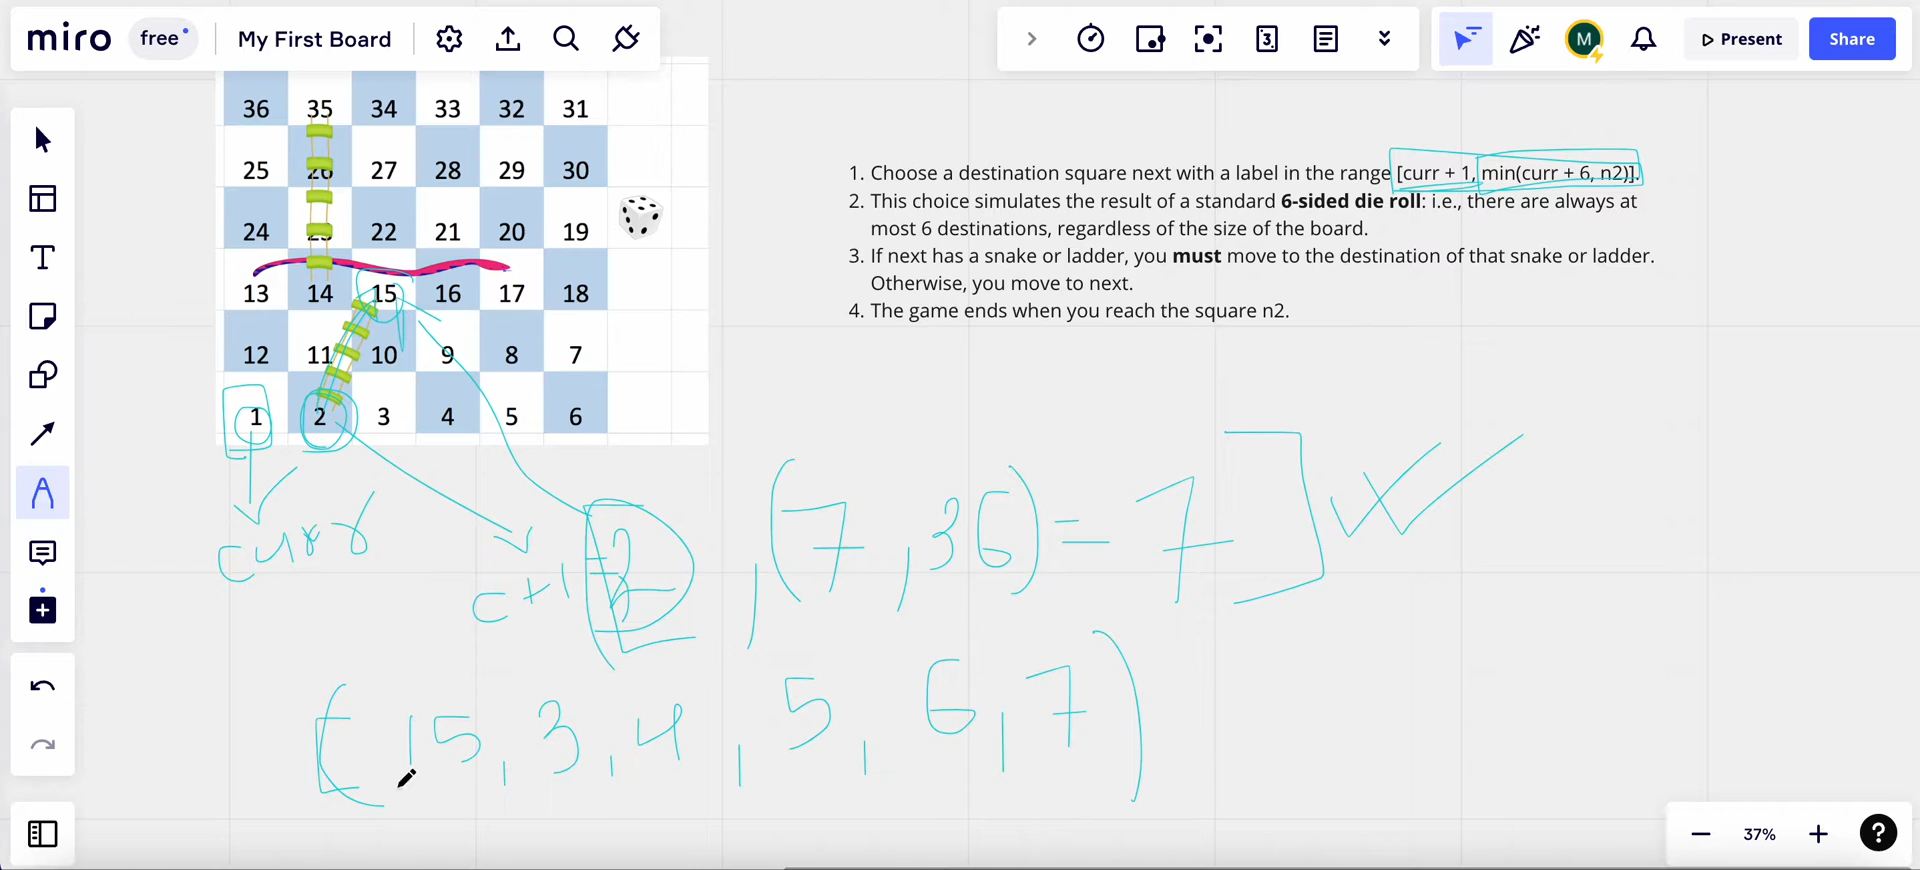 miro free My First Board Present Share
M
36 35 34 33 32 31
25 26 27 28 29 30
24 23 22 21 20 19
13 14 15 16 17 18
12 11 10 9 8 7
1 2 3 4 5 6
1. Choose a destination square next with a label in the range [curr + 1, min(curr + 6, n2)].
2. This choice simulates the result of a standard 6-sided die roll: i.e., there are always at
most 6 destinations, regardless of the size of the board.
3. If next has a snake or ladder, you must move to the destination of that snake or ladder.
Otherwise, you move to next.
4. The game ends when you reach the square n2.
curr
c+1 2 , (7, 36) = 7]
[15, 3, 4, 5, 6, 7)
37%